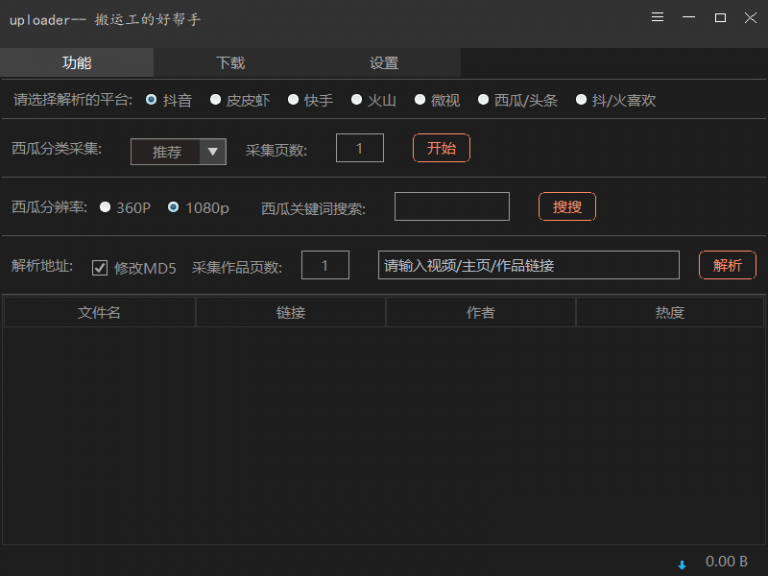 uploader-- 搬运工的好帮手
功能 下载 设置
请选择解析的平台: 抖音 皮皮虾 快手 火山 微视 西瓜/头条 抖/火喜欢
西瓜分类采集: 推荐 采集页数: 1 开始
西瓜分辨率: 360P 1080p 西瓜关键词搜索: 搜搜
解析地址: 修改MD5 采集作品页数: 1 请输入视频/主页/作品链接 解析
文件名 链接 作者 热度
0.00 B